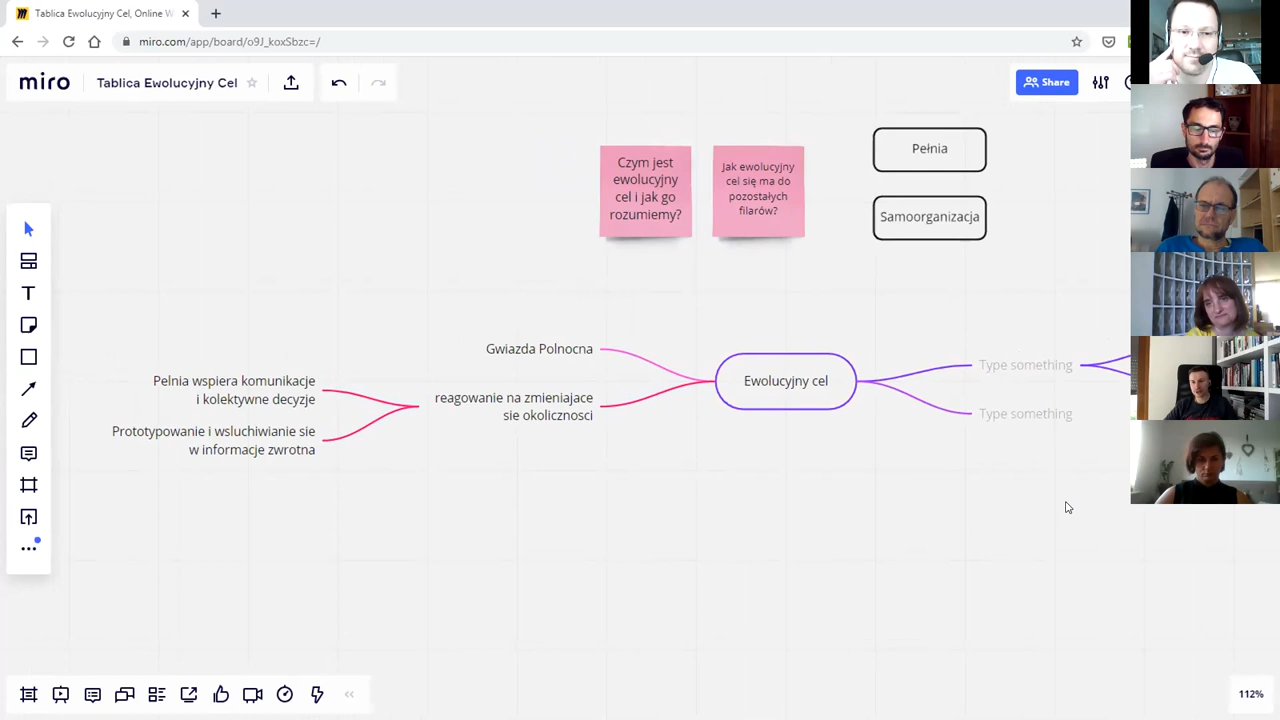 Tablica Ewolucyjny Cel, Online W
miro.com/app/board/o9J_koxSbzc=/
miro
Tablica Ewolucyjny Cel
Share
Czym jest
ewolucyjny
cel i jak go
rozumiemy?
Jak ewolucyjny
cel się ma do
pozostałych
filarów?
Pełnia
Samoorganizacja
Gwiazda Polnocna
Pelnia wspiera komunikacje
i kolektywne decyzje
reagowanie na zmieniajace
sie okolicznosci
Prototypowanie i wsluchiwianie sie
w informacje zwrotna
Ewolucyjny cel
Type something
Type something
112%